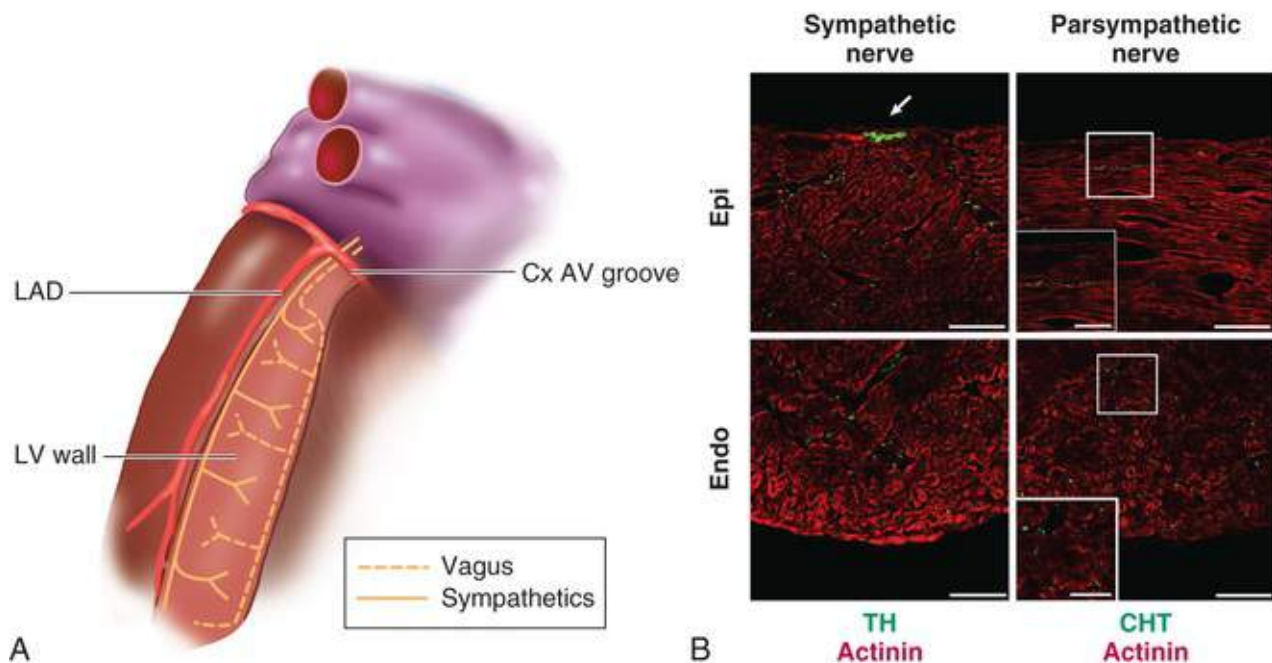 LAD
Cx AV groove
LV wall
Vagus
Sympathetics
A
Sympathetic
nerve
Parsympathetic
nerve
Epi
Endo
TH
Actinin
CHT
Actinin
B